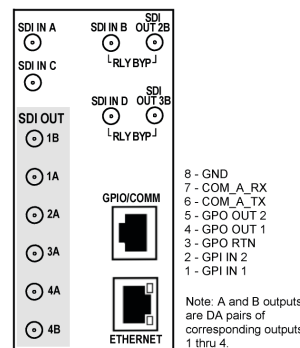 SDI IN A
SDI IN B
SDI
OUT 2B
RLY BYP
SDI IN C
SDI IN D
SDI
OUT 3B
RLY BYP
SDI OUT
1B
1A
2A
3A
4A
4B
GPIO/COMM
ETHERNET
8 - GND
7 - COM_A_RX
6 - COM_A_TX
5 - GPO OUT 2
4 - GPO OUT 1
3 - GPO RTN
2 - GPI IN 2
1 - GPI IN 1
Note: A and B outputs
are DA pairs of
corresponding outputs
1 thru 4.